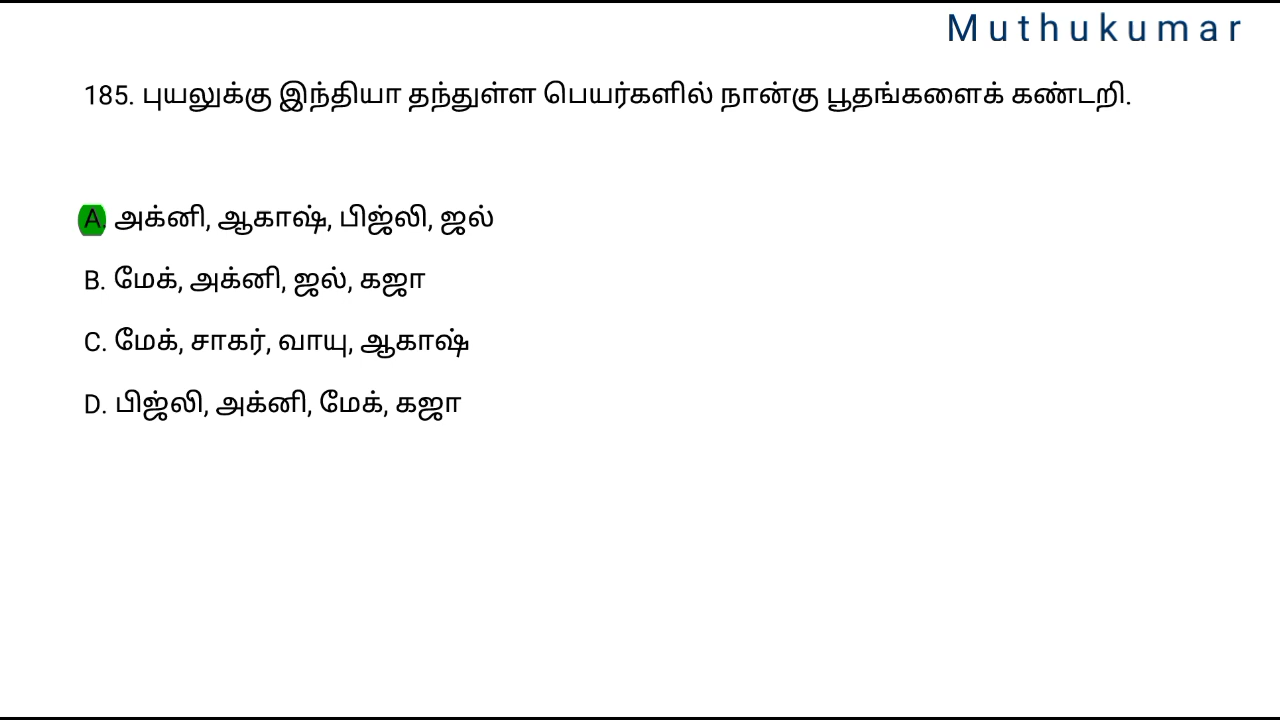 Muthukumar
185. புயலுக்கு இந்தியா தந்துள்ள பெயர்களில் நான்கு பூதங்களைக் கண்டறி.
A. அக்னி, ஆகாஷ், பிஜ்லி, ஜல்
B. மேக், அக்னி, ஜல், கஜா
C. மேக், சாகர், வாயு, ஆகாஷ்
D. பிஜ்லி, அக்னி, மேக், கஜா